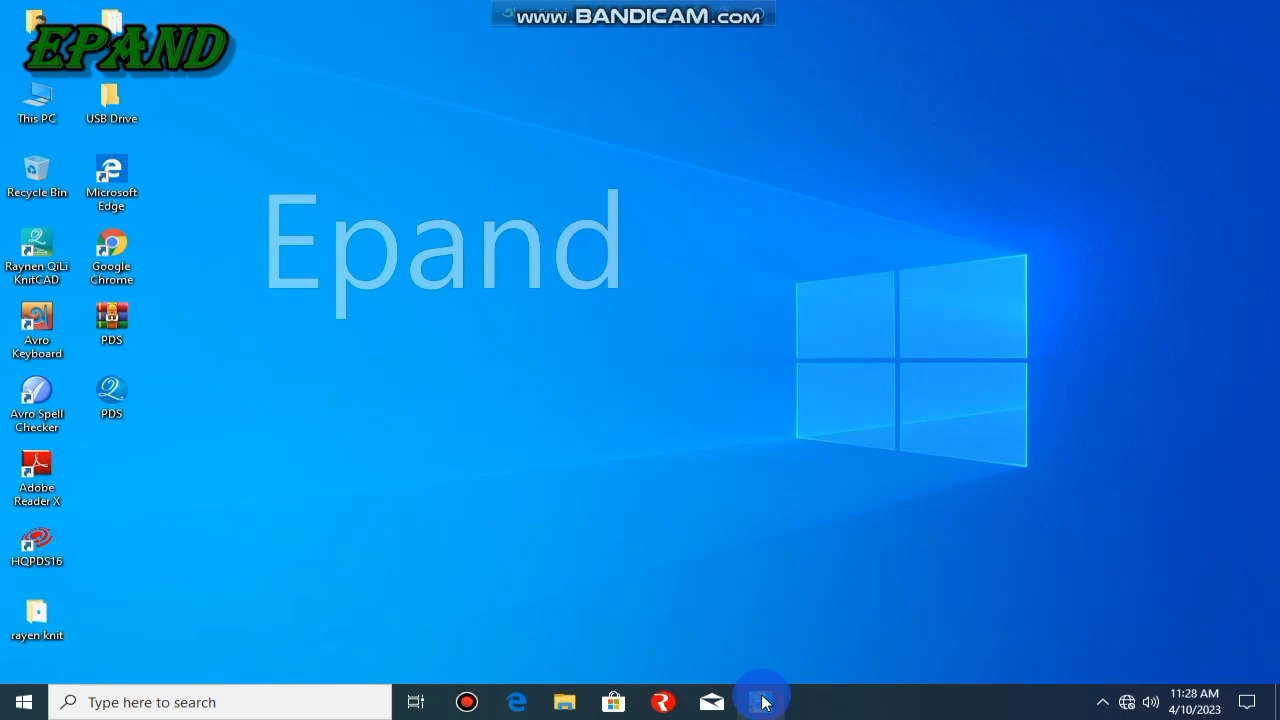 www.BANDICAM.com
EPAND
This PC
USB Drive
Recycle Bin
Microsoft
Edge
Epand
Raynen QiLi
KnitCAD
Google
Chrome
Avro
Keyboard
PDS
Avro Spell
Checker
PDS
Adobe
Reader X
HQPDS16
rayen knit
Type here to search
11:28 AM
4/10/2023